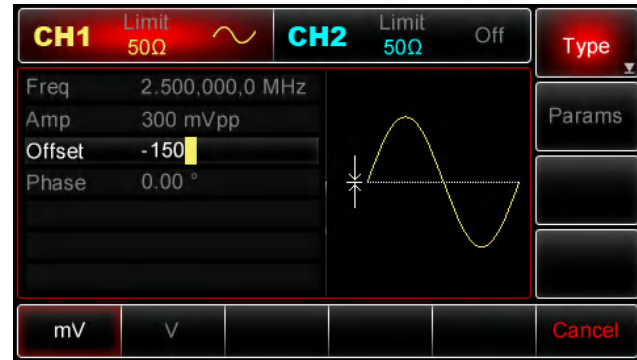 CH1 Limit 50Ω
CH2 Limit 50Ω Off
Type
Freq 2.500,000,0 MHz
Amp 300 mVpp
Offset -150
Phase 0.00 °
Params
mV V Cancel